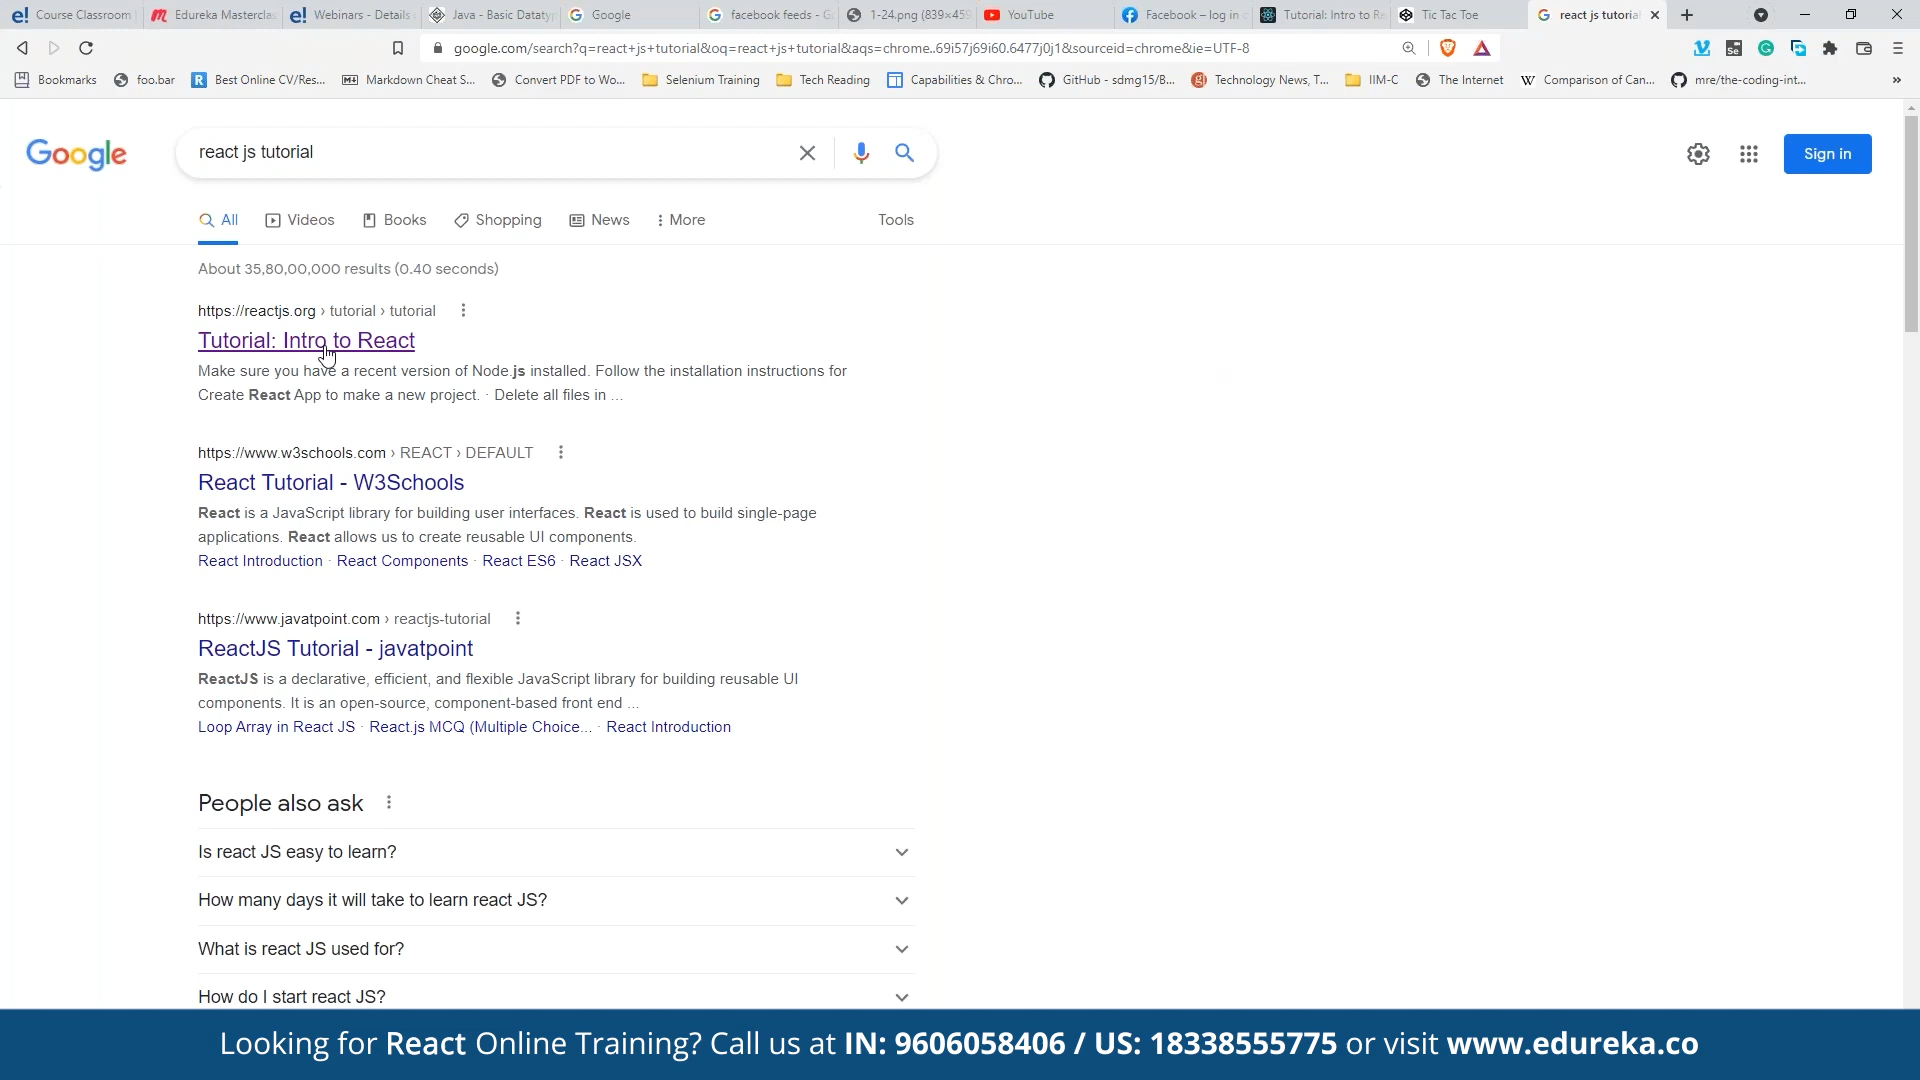 Course Classroom
Edureka Masterclas
Webinars - Details
Java - Basic Dataty
Google
facebook feeds - G
1-24.png (839×459
YouTube
Facebook – log in o
Tutorial: Intro to Re
Tic Tac Toe
react js tutorial
google.com/search?q=react+js+tutorial&oq=react+js+tutorial&aqs=chrome..69i57j69i60.6477j0j1&sourceid=chrome&ie=UTF-8
Bookmarks
foo.bar
Best Online CV/Res...
Markdown Cheat S...
Convert PDF to Wo...
Selenium Training
Tech Reading
Capabilities & Chro...
GitHub - sdmg15/B...
Technology News, T...
IIM-C
The Internet
Comparison of Can...
mre/the-coding-int...
Google
react js tutorial
Sign in
All
Videos
Books
Shopping
News
More
Tools
About 35,80,00,000 results (0.40 seconds)
https://reactjs.org › tutorial › tutorial
Tutorial: Intro to React
Make sure you have a recent version of Node.js installed. Follow the installation instructions for
Create React App to make a new project. · Delete all files in ...
https://www.w3schools.com › REACT › DEFAULT
React Tutorial - W3Schools
React is a JavaScript library for building user interfaces. React is used to build single-page
applications. React allows us to create reusable UI components.
React Introduction · React Components · React ES6 · React JSX
https://www.javatpoint.com › reactjs-tutorial
ReactJS Tutorial - javatpoint
ReactJS is a declarative, efficient, and flexible JavaScript library for building reusable UI
components. It is an open-source, component-based front end ...
Loop Array in React JS · React.js MCQ (Multiple Choice... · React Introduction
People also ask
Is react JS easy to learn?
How many days it will take to learn react JS?
What is react JS used for?
How do I start react JS?
Looking for React Online Training? Call us at IN: 9606058406 / US: 18338555775 or visit www.edureka.co